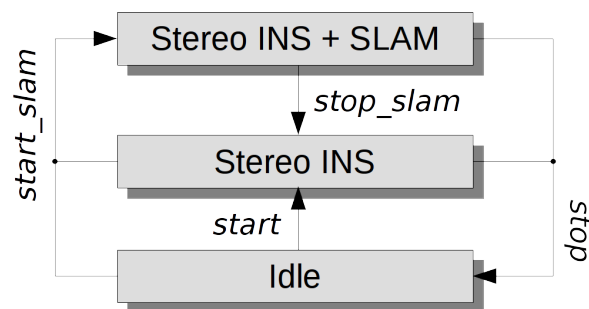 Stereo INS + SLAM
start_slam
stop_slam
Stereo INS
start
stop
Idle